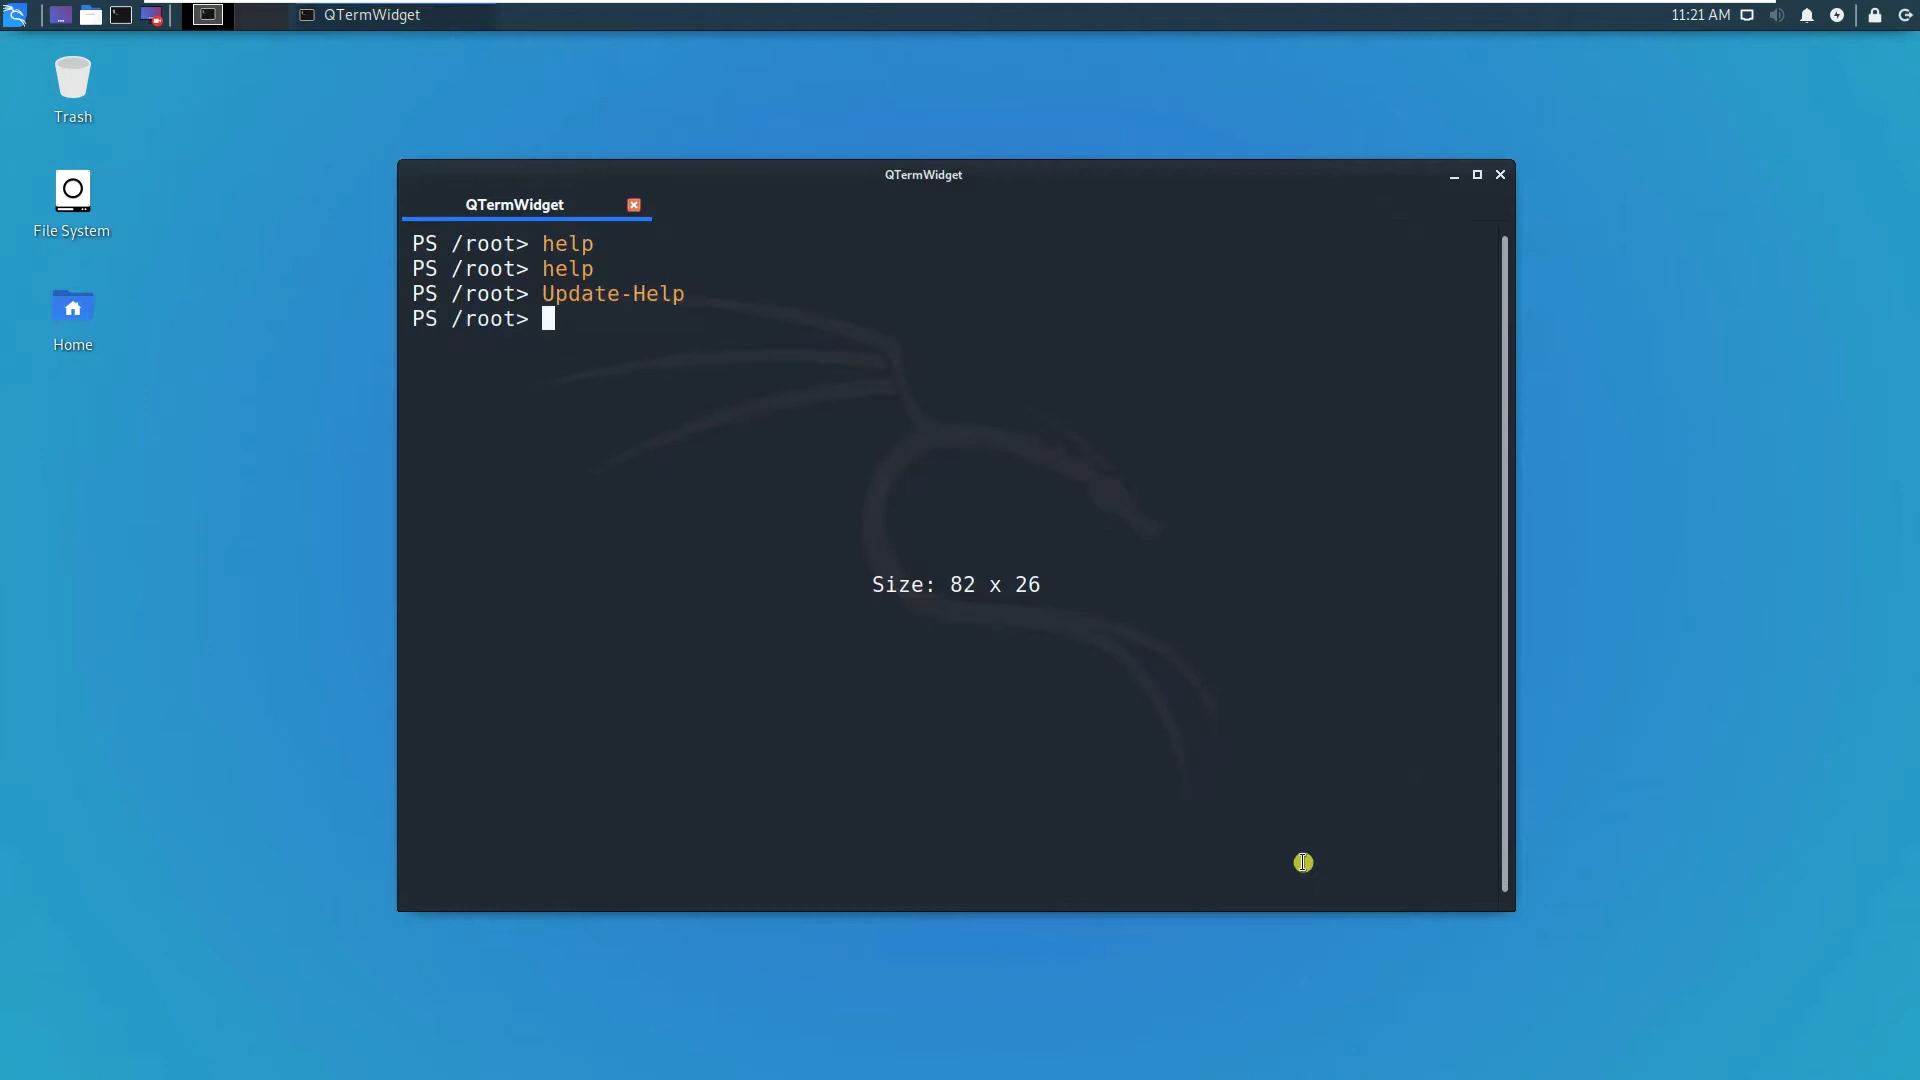 QTermWidget
11:21 AM
Trash
File System
Home
QTermWidget
QTermWidget
PS /root> help
PS /root> help
PS /root> Update-Help
PS /root>
Size: 82 x 26